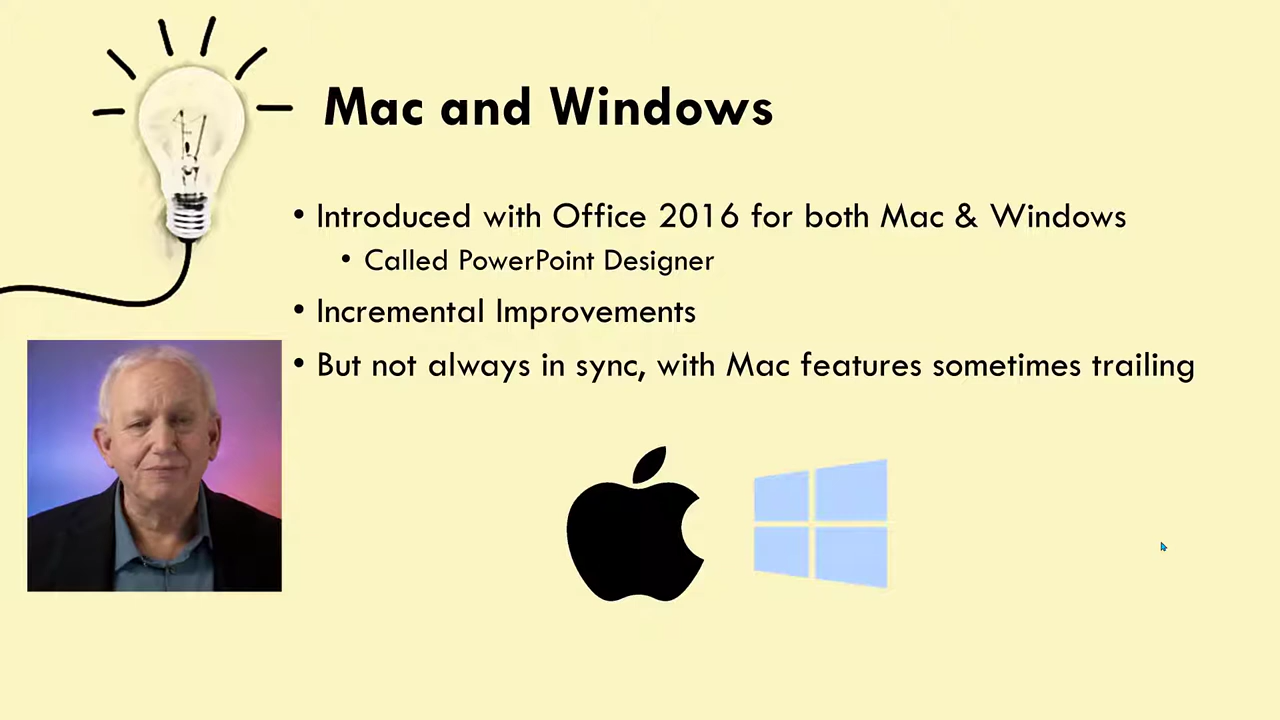 Mac and Windows
• Introduced with Office 2016 for both Mac & Windows
• Called PowerPoint Designer
• Incremental Improvements
• But not always in sync, with Mac features sometimes trailing